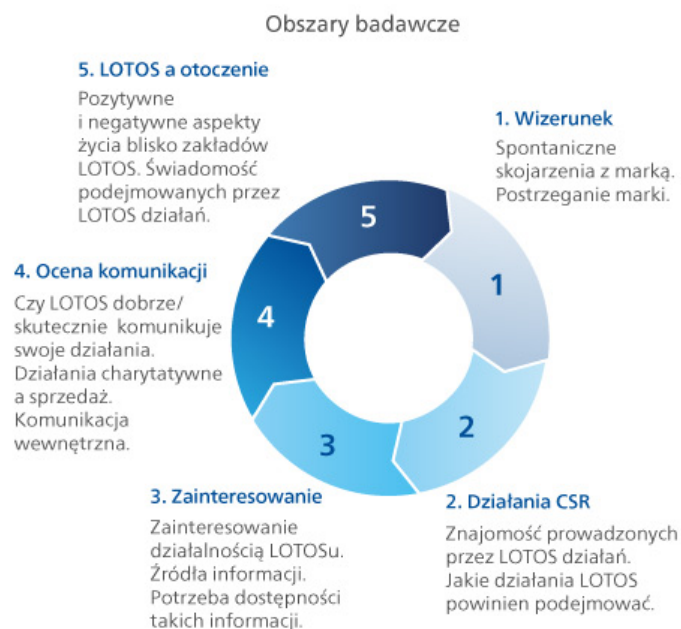 Obszary badawcze
1. Wizerunek
Spontaniczne
skojarzenia z marką.
Postrzeganie marki.
2. Działania CSR
Znajomość prowadzonych
przez LOTOS działań.
Jakie działania LOTOS
powinien podejmować.
3. Zainteresowanie
Zainteresowanie
działalnością LOTOSu.
Źródła informacji.
Potrzeba dostępności
takich informacji.
4. Ocena komunikacji
Czy LOTOS dobrze/
skutecznie komunikuje
swoje działania.
Działania charytatywne
a sprzedaż.
Komunikacja
wewnętrzna.
5. LOTOS a otoczenie
Pozytywne
i negatywne aspekty
życia blisko zakładów
LOTOS. Świadomość
podejmowanych przez
LOTOS działań.
1
2
3
4
5